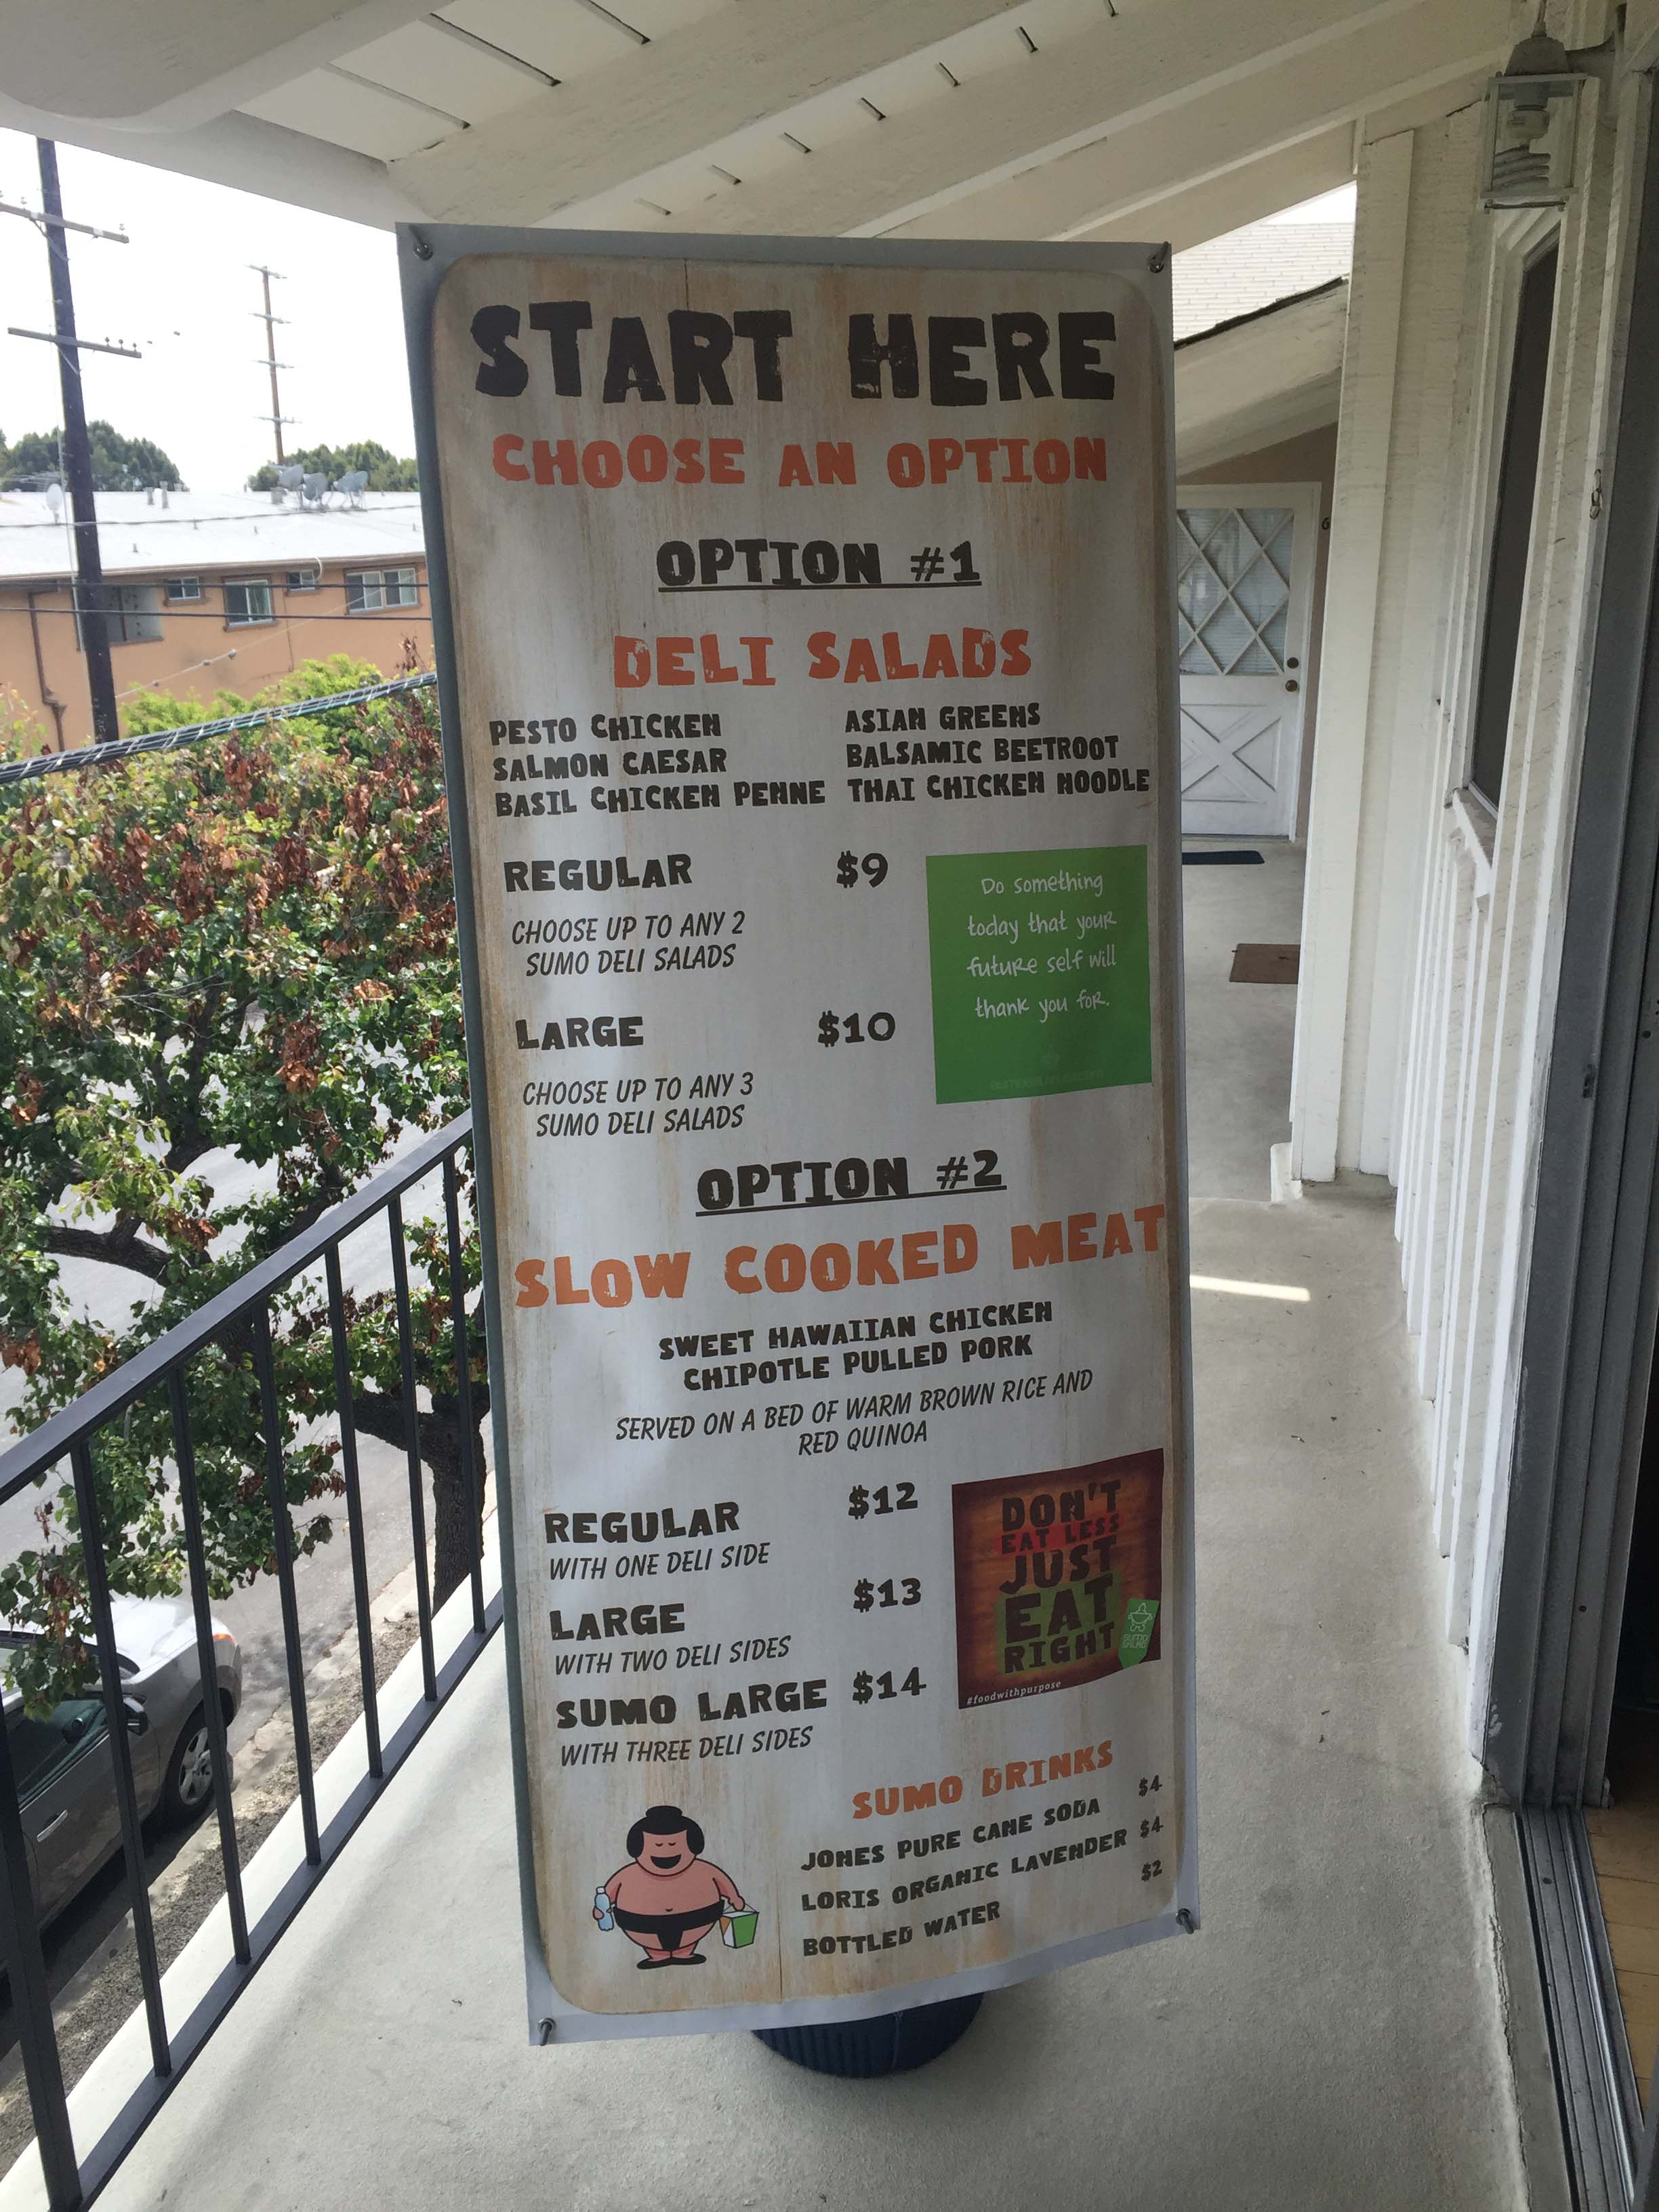 START HERE
CHOOSE AN OPTION
OPTION #1
DELI SALADS
PESTO CHICKEN
SALMON CAESAR
BASIL CHICKEN PENNE
ASIAN GREENS
BALSAMIC BEETROOT
THAI CHICKEN NOODLE
REGULAR $9
CHOOSE UP TO ANY 2
SUMO DELI SALADS
LARGE $10
CHOOSE UP TO ANY 3
SUMO DELI SALADS
Do something
today that your
future self will
thank you for.
OPTION #2
SLOW COOKED MEAT
SWEET HAWAIIAN CHICKEN
CHIPOTLE PULLED PORK
SERVED ON A BED OF WARM BROWN RICE AND
RED QUINOA
REGULAR $12
WITH ONE DELI SIDE
LARGE $13
WITH TWO DELI SIDES
SUMO LARGE $14
WITH THREE DELI SIDES
DON'T
EAT LESS
JUST
EAT
RIGHT
SUMO
SALAD
#foodwithpurpose
SUMO DRINKS
JONES PURE CANE SODA $4
LORIS ORGANIC LAVENDER $4
BOTTLED WATER $2
6